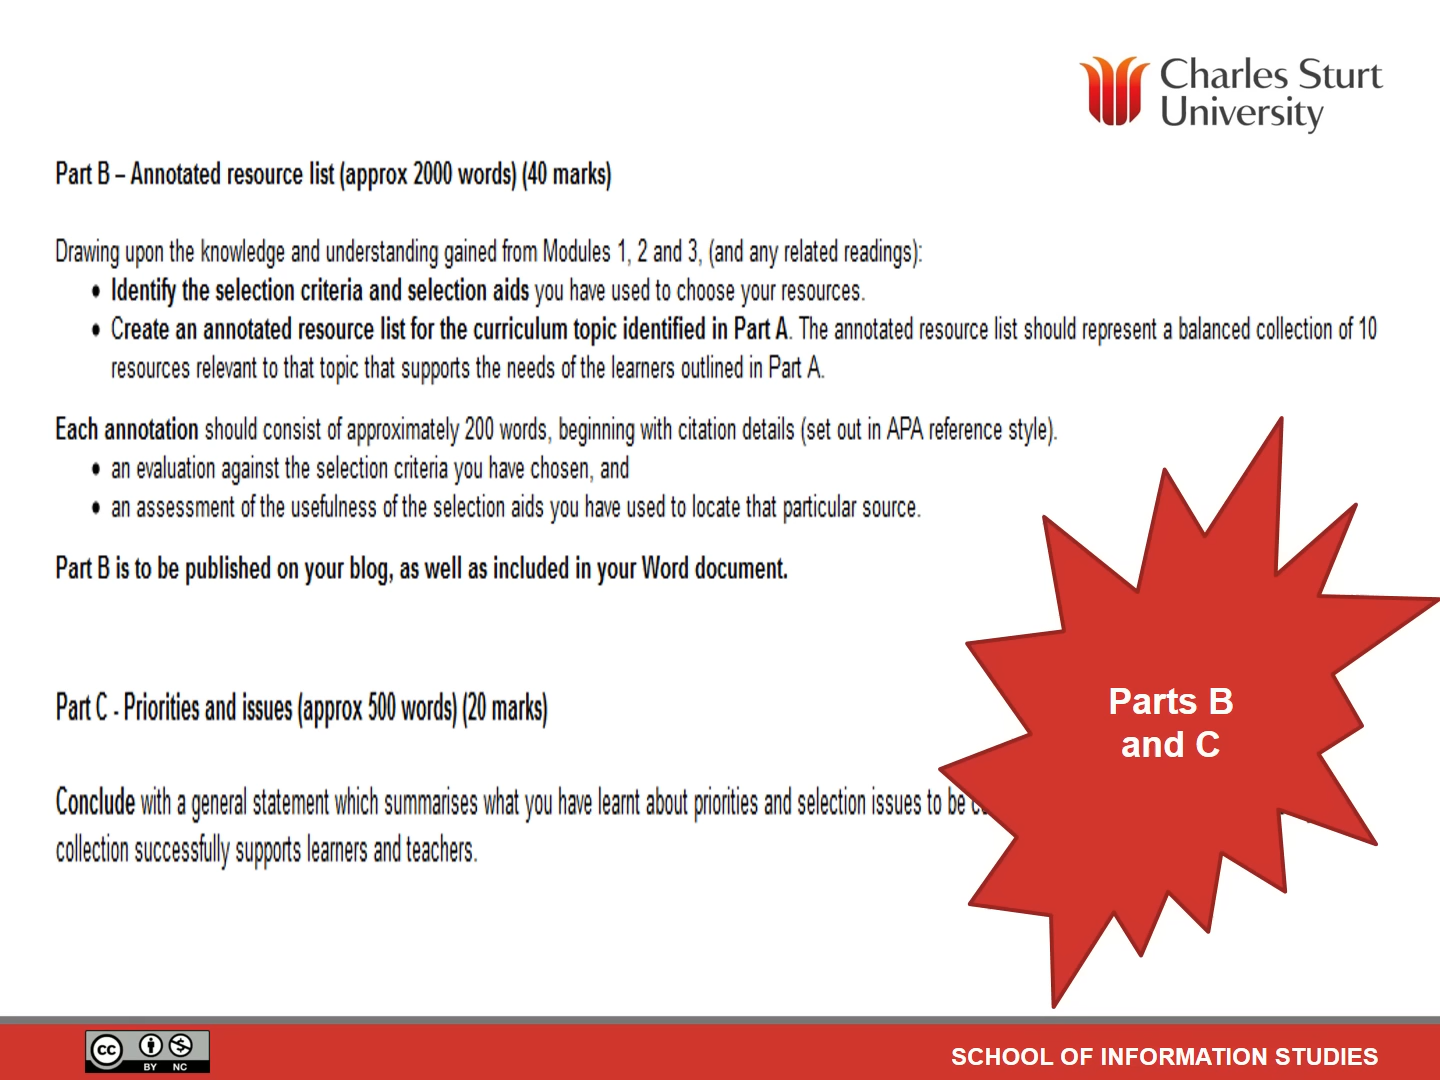 Charles Sturt
University
Part B – Annotated resource list (approx 2000 words) (40 marks)
Drawing upon the knowledge and understanding gained from Modules 1, 2 and 3, (and any related readings):
• Identify the selection criteria and selection aids you have used to choose your resources.
• Create an annotated resource list for the curriculum topic identified in Part A. The annotated resource list should represent a balanced collection of 10
resources relevant to that topic that supports the needs of the learners outlined in Part A.
Each annotation should consist of approximately 200 words, beginning with citation details (set out in APA reference style).
• an evaluation against the selection criteria you have chosen, and
• an assessment of the usefulness of the selection aids you have used to locate that particular source.
Part B is to be published on your blog, as well as included in your Word document.
Part C - Priorities and issues (approx 500 words) (20 marks)
Conclude with a general statement which summarises what you have learnt about priorities and selection issues to be
collection successfully supports learners and teachers.
Parts B
and C
cc BY NC
SCHOOL OF INFORMATION STUDIES